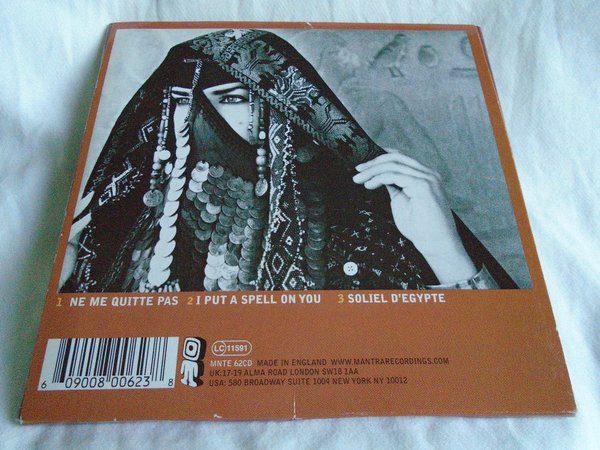 1 NE ME QUITTE PAS 2 I PUT A SPELL ON YOU 3 SOLIEL D'EGYPTE
LC 11591
MNTE 62CD MADE IN ENGLAND WWW.MANTRARECORDINGS.COM
UK:17-19 ALMA ROAD LONDON SW18 1AA
USA: 580 BROADWAY SUITE 1004 NEW YORK NY 10012
6 09008 00623 8